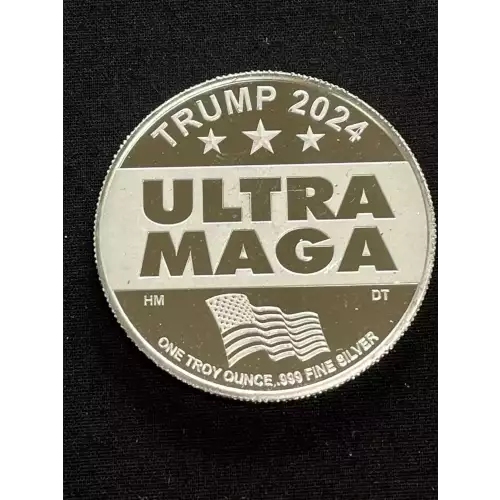 TRUMP 2024
ULTRA
MAGA
HM DT
ONE TROY OUNCE, .999 FINE SILVER